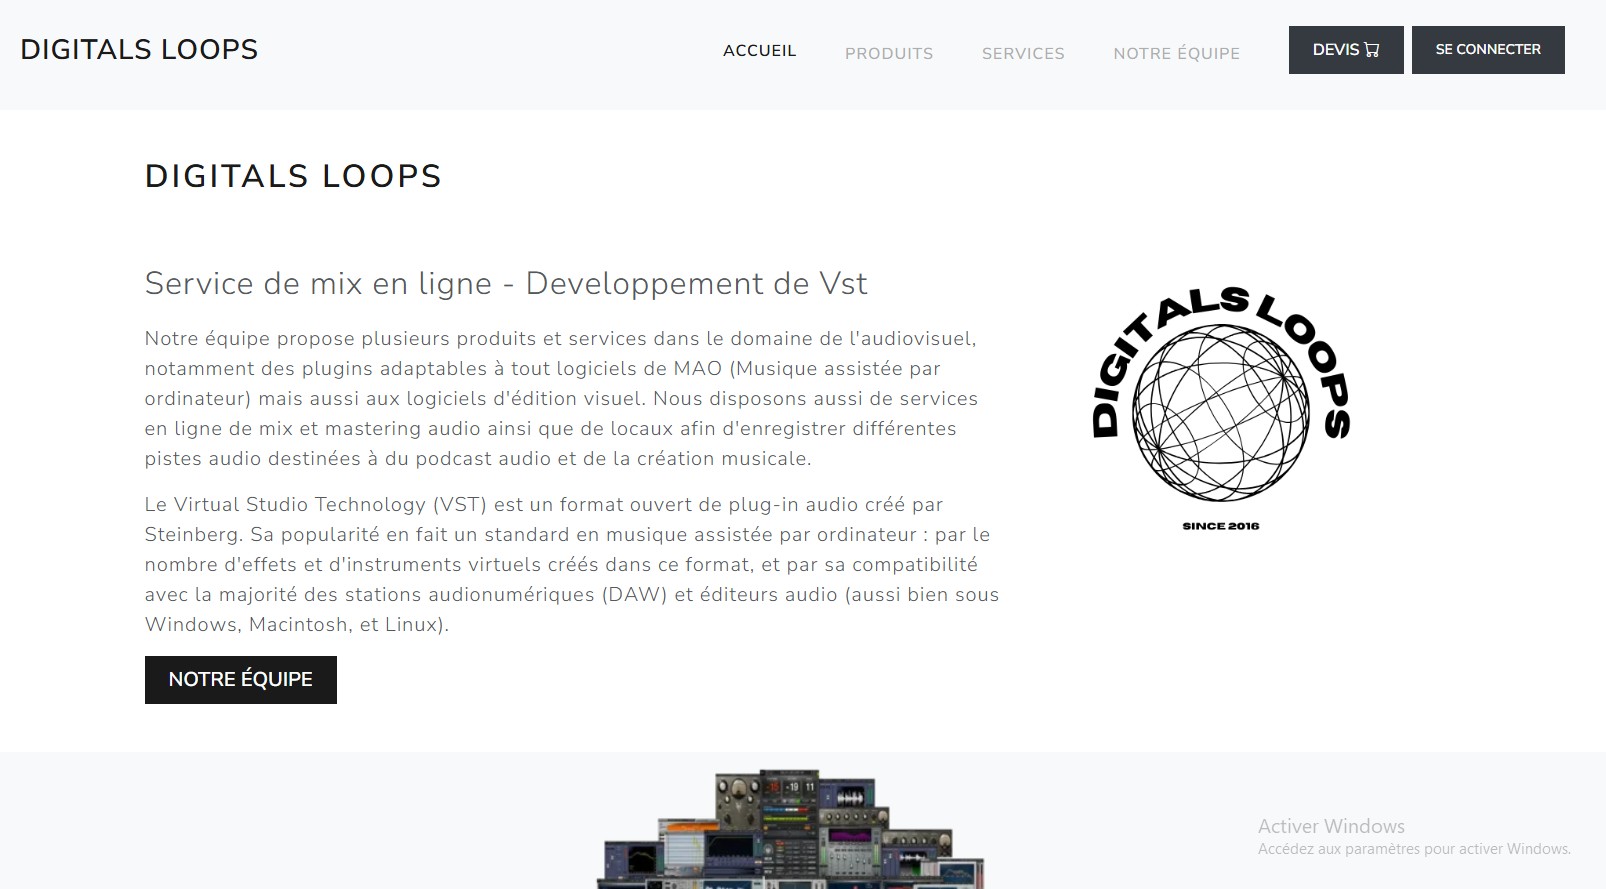 DIGITALS LOOPS
ACCUEIL PRODUITS SERVICES NOTRE ÉQUIPE DEVIS SE CONNECTER
DIGITALS LOOPS
Service de mix en ligne - Developpement de Vst
Notre équipe propose plusieurs produits et services dans le domaine de l'audiovisuel,
notamment des plugins adaptables à tout logiciels de MAO (Musique assistée par
ordinateur) mais aussi aux logiciels d'édition visuel. Nous disposons aussi de services
en ligne de mix et mastering audio ainsi que de locaux afin d'enregistrer différentes
pistes audio destinées à du podcast audio et de la création musicale.
Le Virtual Studio Technology (VST) est un format ouvert de plug-in audio créé par
Steinberg. Sa popularité en fait un standard en musique assistée par ordinateur : par le
nombre d'effets et d'instruments virtuels créés dans ce format, et par sa compatibilité
avec la majorité des stations audionumériques (DAW) et éditeurs audio (aussi bien sous
Windows, Macintosh, et Linux).
NOTRE ÉQUIPE
DIGITALS LOOPS
SINCE 2016
-19 11
Activer Windows
Accédez aux paramètres pour activer Windows.